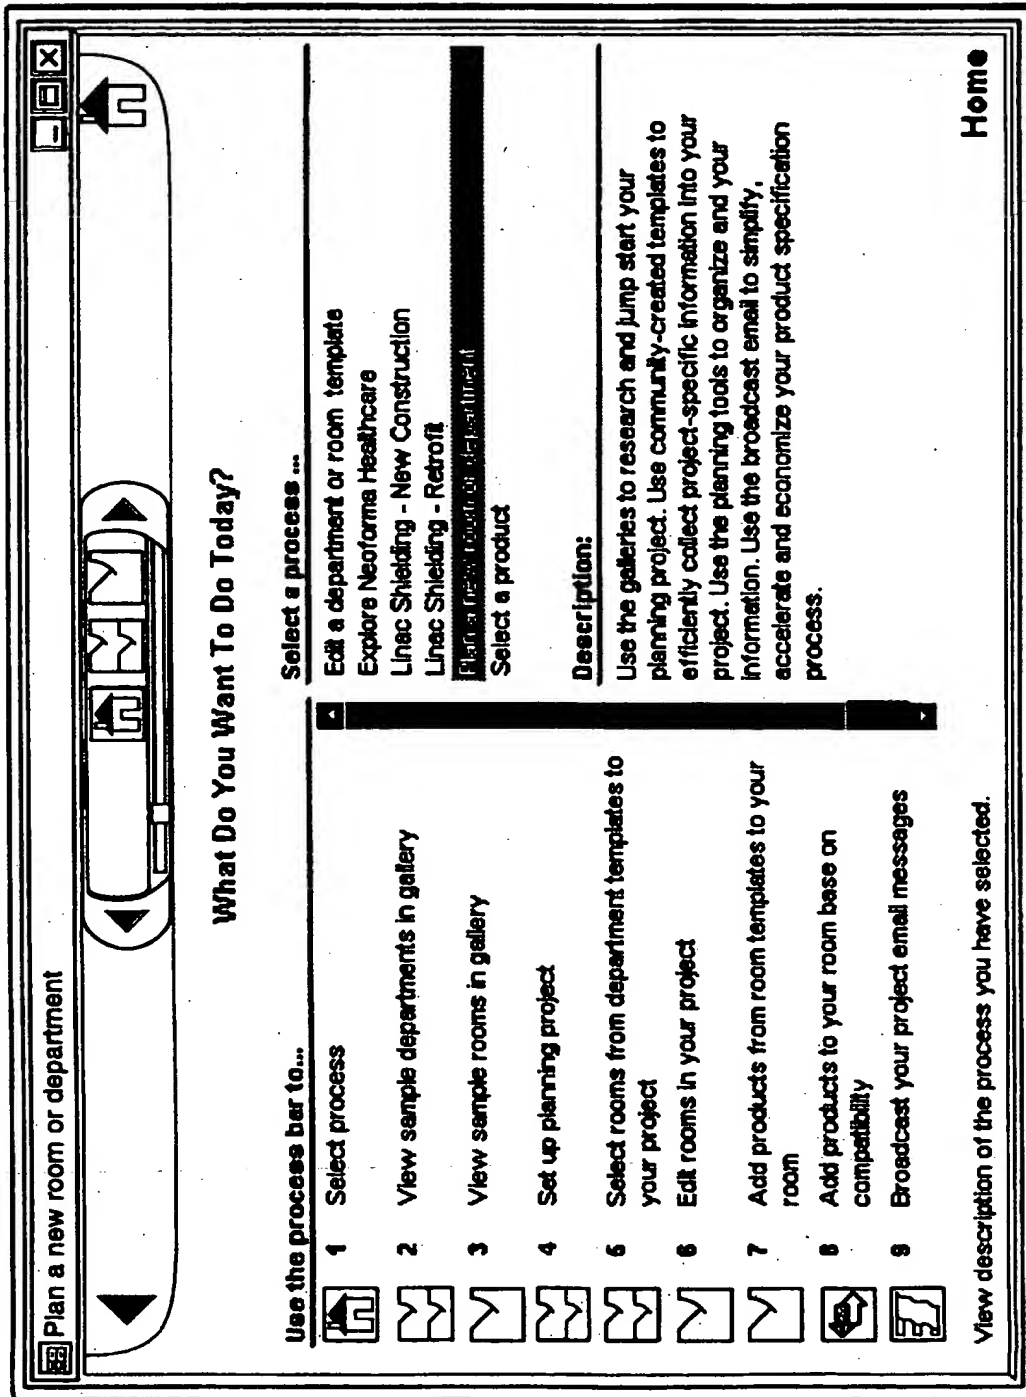 Plan a new room or department
What Do You Want To Do Today?
Use the process bar to...
1 Select process
2 View sample departments in gallery
3 View sample rooms in gallery
4 Set up planning project
5 Select rooms from department templates to
your project
6 Edit rooms in your project
7 Add products from room templates to your
room
8 Add products to your room base on
compatibility
9 Broadcast your project email messages
Select a process ...
Edit a department or room template
Explore Neoforma Healthcare
Linac Shielding - New Construction
Linac Shielding - Retrofit
Select a product
Description:
Use the galleries to research and jump start your
planning project. Use community-created templates to
efficiently collect project-specific information into your
project. Use the planning tools to organize and your
information. Use the broadcast email to simplify,
accelerate and economize your product specification
process.
View description of the process you have selected.
Home